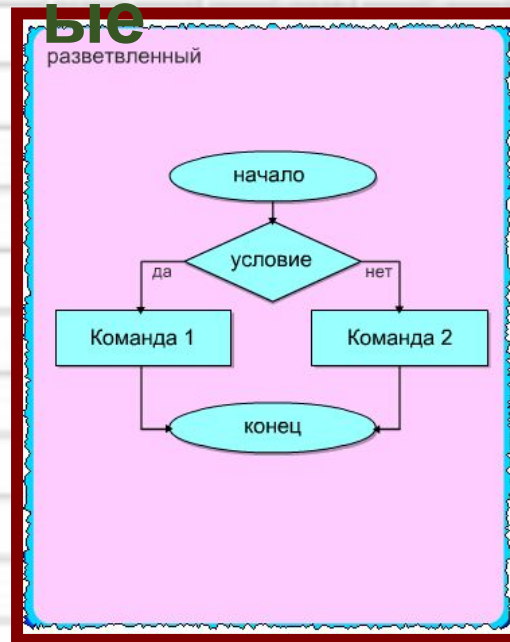 ые
разветвленный
начало
условие
да
нет
Команда 1
Команда 2
конец